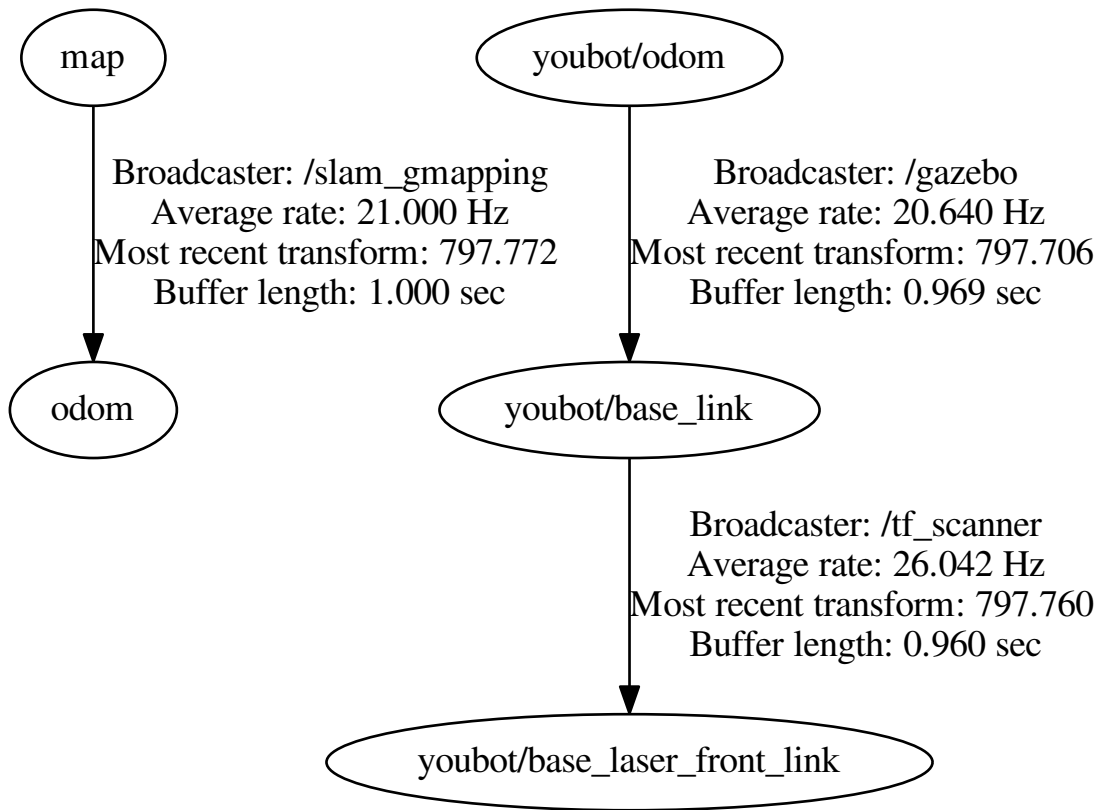 map
youbot/odom
Broadcaster: /slam_gmapping
Average rate: 21.000 Hz
Most recent transform: 797.772
Buffer length: 1.000 sec
Broadcaster: /gazebo
Average rate: 20.640 Hz
Most recent transform: 797.706
Buffer length: 0.969 sec
odom
youbot/base_link
Broadcaster: /tf_scanner
Average rate: 26.042 Hz
Most recent transform: 797.760
Buffer length: 0.960 sec
youbot/base_laser_front_link